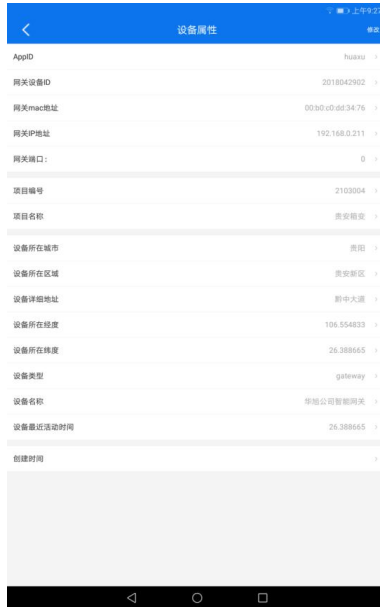 上午9:27
设备属性
修改
AppID huaxu
网关设备ID 2018042902
网关mac地址 00:b0:c0:dd:34:76
网关IP地址 192.168.0.211
网关端口： 0
项目编号 2103004
项目名称 贵安箱变
设备所在城市 贵阳
设备所在区域 贵安新区
设备详细地址 黔中大道
设备所在经度 106.554833
设备所在纬度 26.388665
设备类型 gateway
设备名称 华旭公司智能网关
设备最近活动时间 26.388665
创建时间